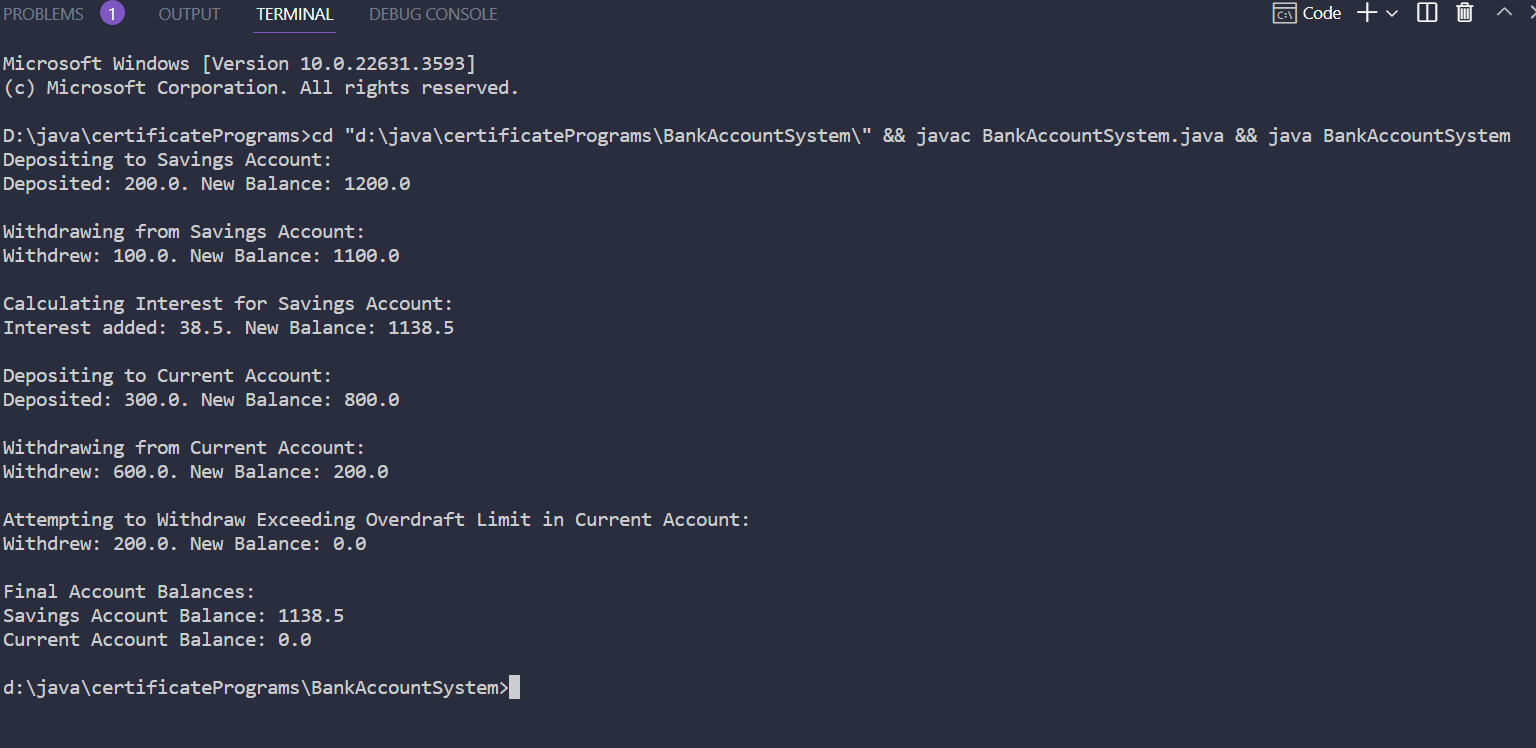 PROBLEMS 1 OUTPUT TERMINAL DEBUG CONSOLE Code
Microsoft Windows [Version 10.0.22631.3593]
(c) Microsoft Corporation. All rights reserved.
D:\java\certificatePrograms>cd "d:\java\certificatePrograms\BankAccountSystem\" && javac BankAccountSystem.java && java BankAccountSystem
Depositing to Savings Account:
Deposited: 200.0. New Balance: 1200.0
Withdrawing from Savings Account:
Withdrew: 100.0. New Balance: 1100.0
Calculating Interest for Savings Account:
Interest added: 38.5. New Balance: 1138.5
Depositing to Current Account:
Deposited: 300.0. New Balance: 800.0
Withdrawing from Current Account:
Withdrew: 600.0. New Balance: 200.0
Attempting to Withdraw Exceeding Overdraft Limit in Current Account:
Withdrew: 200.0. New Balance: 0.0
Final Account Balances:
Savings Account Balance: 1138.5
Current Account Balance: 0.0
d:\java\certificatePrograms\BankAccountSystem>